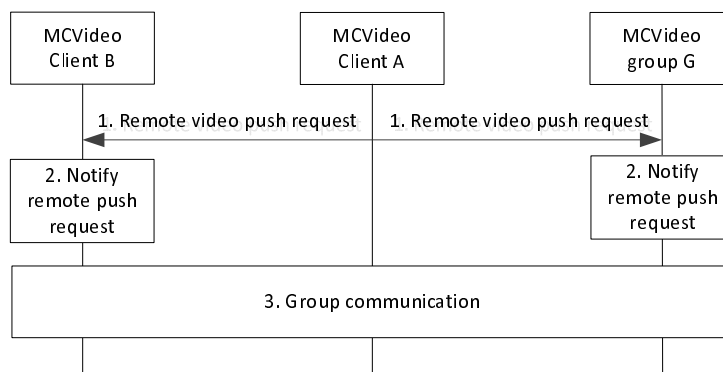 MCVideo
Client B
MCVideo
Client A
MCVideo
group G
1. Remote video push request
1. Remote video push request
2. Notify
remote push
request
2. Notify
remote push
request
3. Group communication